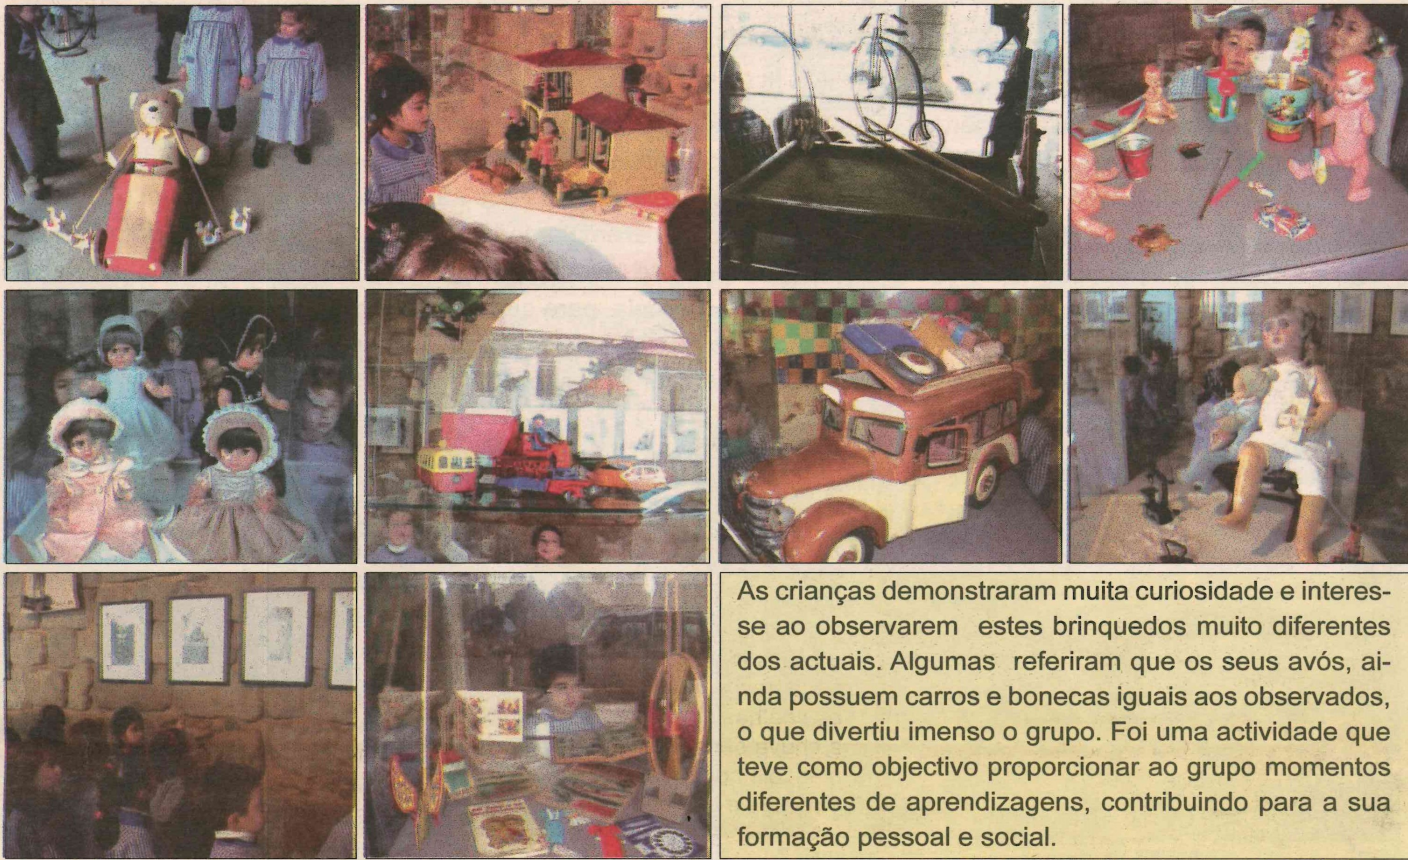 As crianças demonstraram muita curiosidade e interes-
se ao observarem estes brinquedos muito diferentes
dos actuais. Algumas referiram que os seus avós, ai-
nda possuem carros e bonecas iguais aos observados,
o que divertiu imenso o grupo. Foi uma actividade que
teve como objectivo proporcionar ao grupo momentos
diferentes de aprendizagens, contribuindo para a sua
formação pessoal e social.